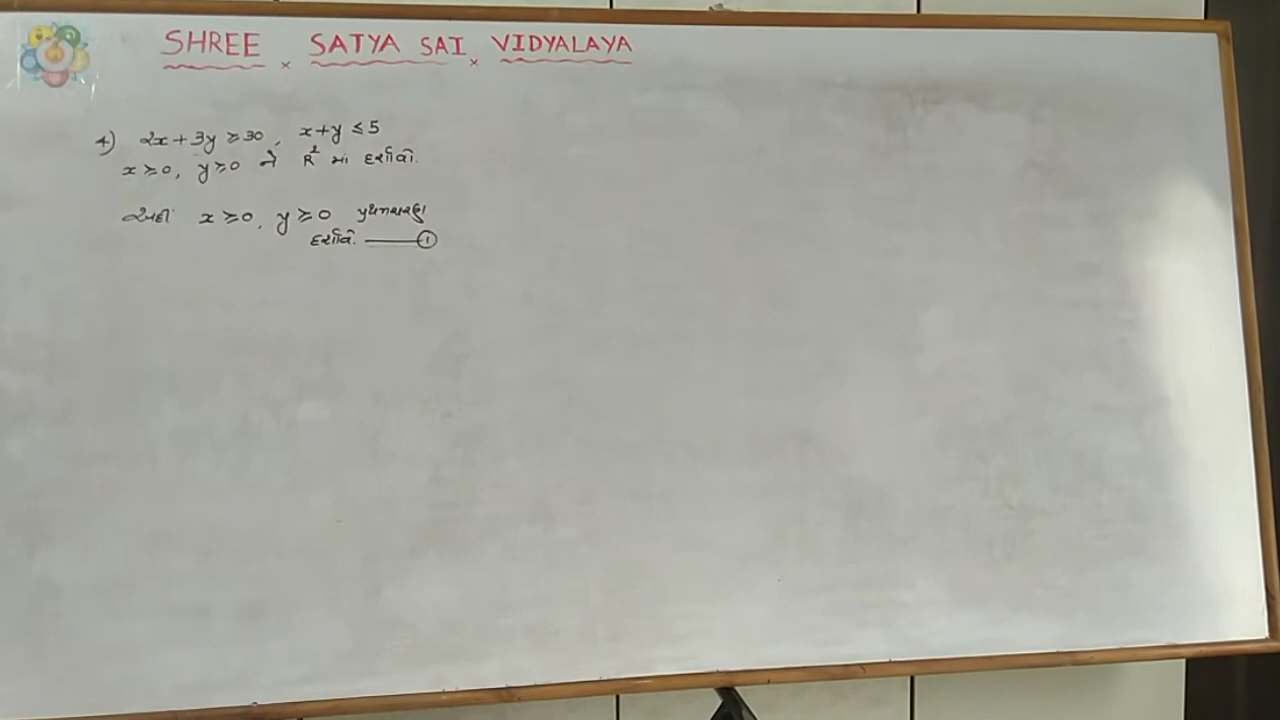 SHREE × SATYA SAI × VIDYALAYA
4) 2x + 3y ≥ 30, x + y ≤ 5
x ≥ 0, y ≥ 0 ને R² માં દર્શાવો.
અહીં x ≥ 0, y ≥ 0 પ્રથમચરણ
દર્શાવે. ——— ①